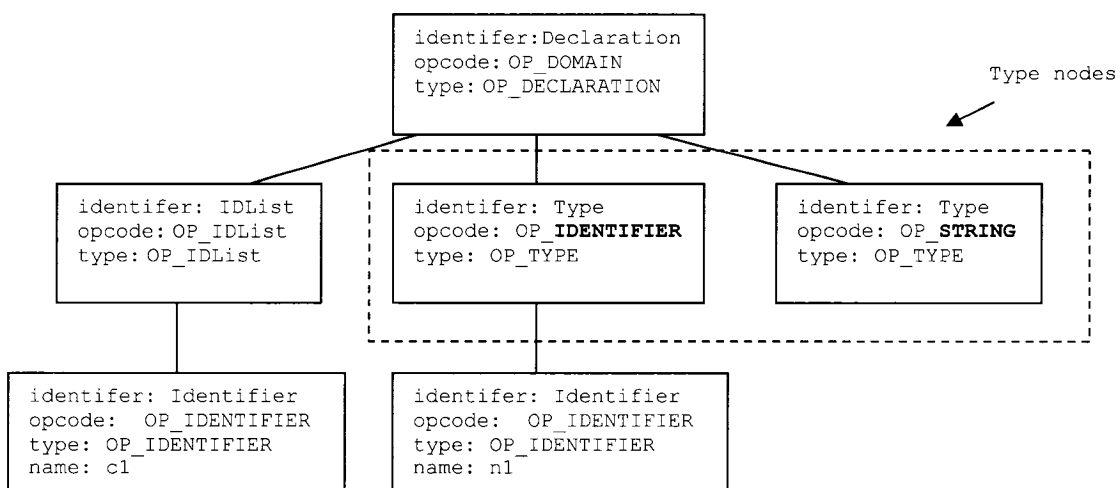 identifer:Declaration
opcode: OP_DOMAIN
type: OP_DECLARATION
Type nodes
identifer: IDList
opcode: OP_IDList
type: OP_IDList
identifer: Type
opcode: OP_IDENTIFIER
type: OP_TYPE
identifer: Type
opcode: OP_STRING
type: OP_TYPE
identifer: Identifier
opcode: OP_IDENTIFIER
type: OP_IDENTIFIER
name: c1
identifer: Identifier
opcode: OP_IDENTIFIER
type: OP_IDENTIFIER
name: n1